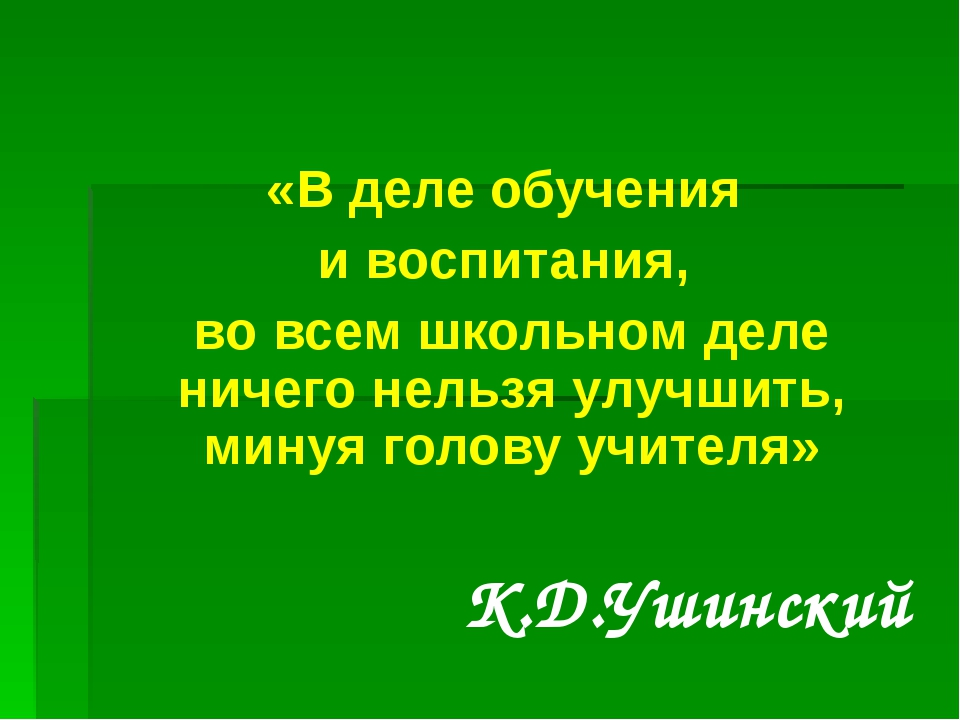 «В деле обучения
и воспитания,
во всем школьном деле
ничего нельзя улучшить,
минуя голову учителя»
К.Д.Ушинский